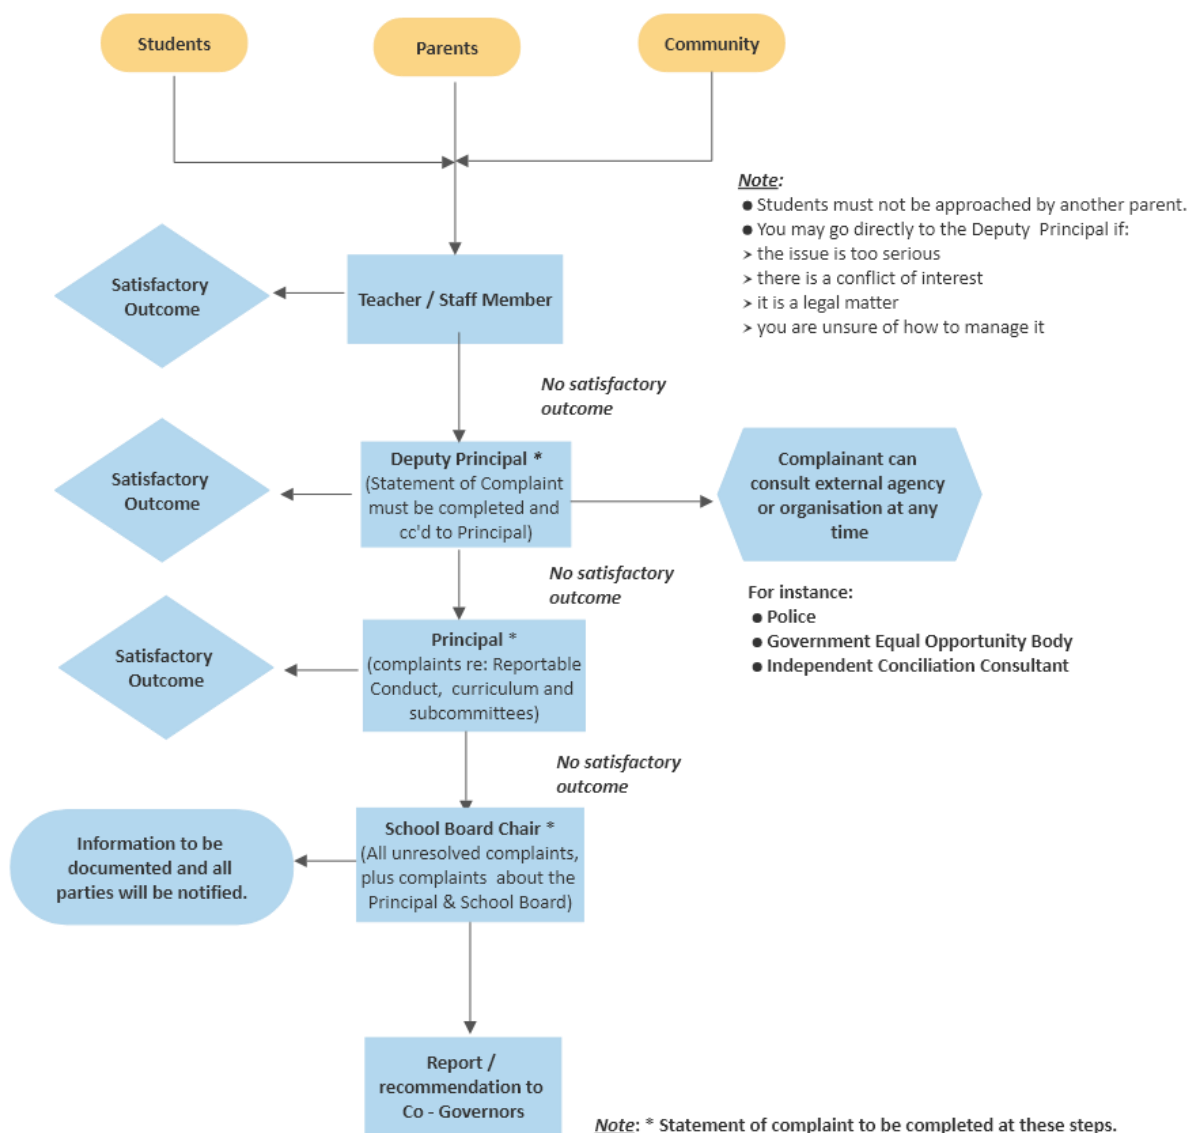 Students
Parents
Community
Note:
● Students must not be approached by another parent.
● You may go directly to the Deputy  Principal if:
➤ the issue is too serious
➤ there is a conflict of interest
➤ it is a legal matter
➤ you are unsure of how to manage it
Satisfactory
Outcome
Teacher / Staff Member
No satisfactory
outcome
Satisfactory
Outcome
Deputy Principal *
(Statement of Complaint
must be completed and
cc'd to Principal)
Complainant can
consult external agency
or organisation at any
time
No satisfactory
outcome
For instance:
● Police
● Government Equal Opportunity Body
● Independent Conciliation Consultant
Satisfactory
Outcome
Principal *
(complaints re: Reportable
Conduct,  curriculum and
subcommittees)
No satisfactory
outcome
Information to be
documented and all
parties will be notified.
School Board Chair *
(All unresolved complaints,
plus complaints  about the
Principal & School Board)
Report /
recommendation to
Co - Governors
Note: * Statement of complaint to be completed at these steps.